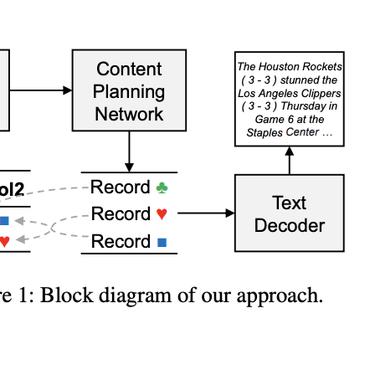 Content
Planning
Network
The Houston Rockets
( 3 - 3 ) stunned the
Los Angeles Clippers
( 3 - 3 ) Thursday in
Game 6 at the
Staples Center ...
ol2
Record ♣
Record ♥
Record ■
Text
Decoder
re 1: Block diagram of our approach.